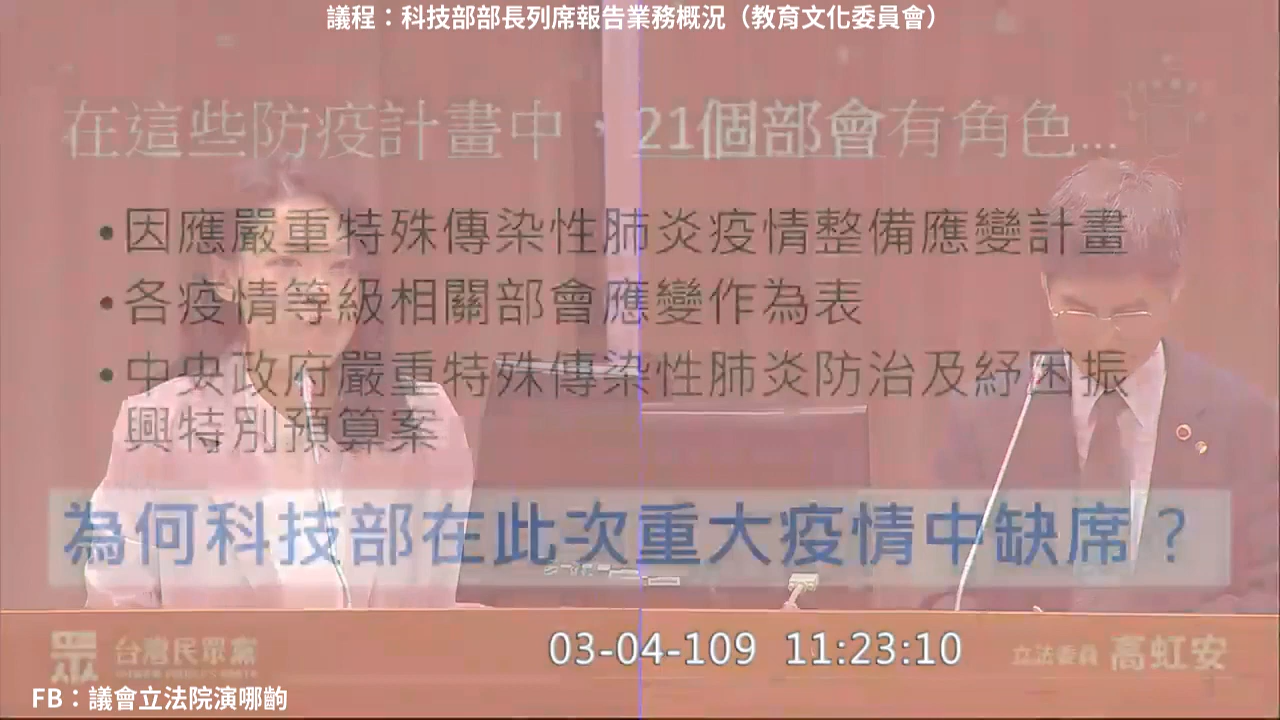 議程：科技部部長列席報告業務概況（教育文化委員會）
在這些防疫計畫中，21個部會有角色...
•因應嚴重特殊傳染性肺炎疫情整備應變計畫
•各疫情等級相關部會應變作為表
•中央政府嚴重特殊傳染性肺炎防治及紓困振
興特別預算案
為何科技部在此次重大疫情中缺席？
眾 台灣民眾黨
03-04-109 11:23:10
立法委員 高虹安
FB：議會立法院演哪齣